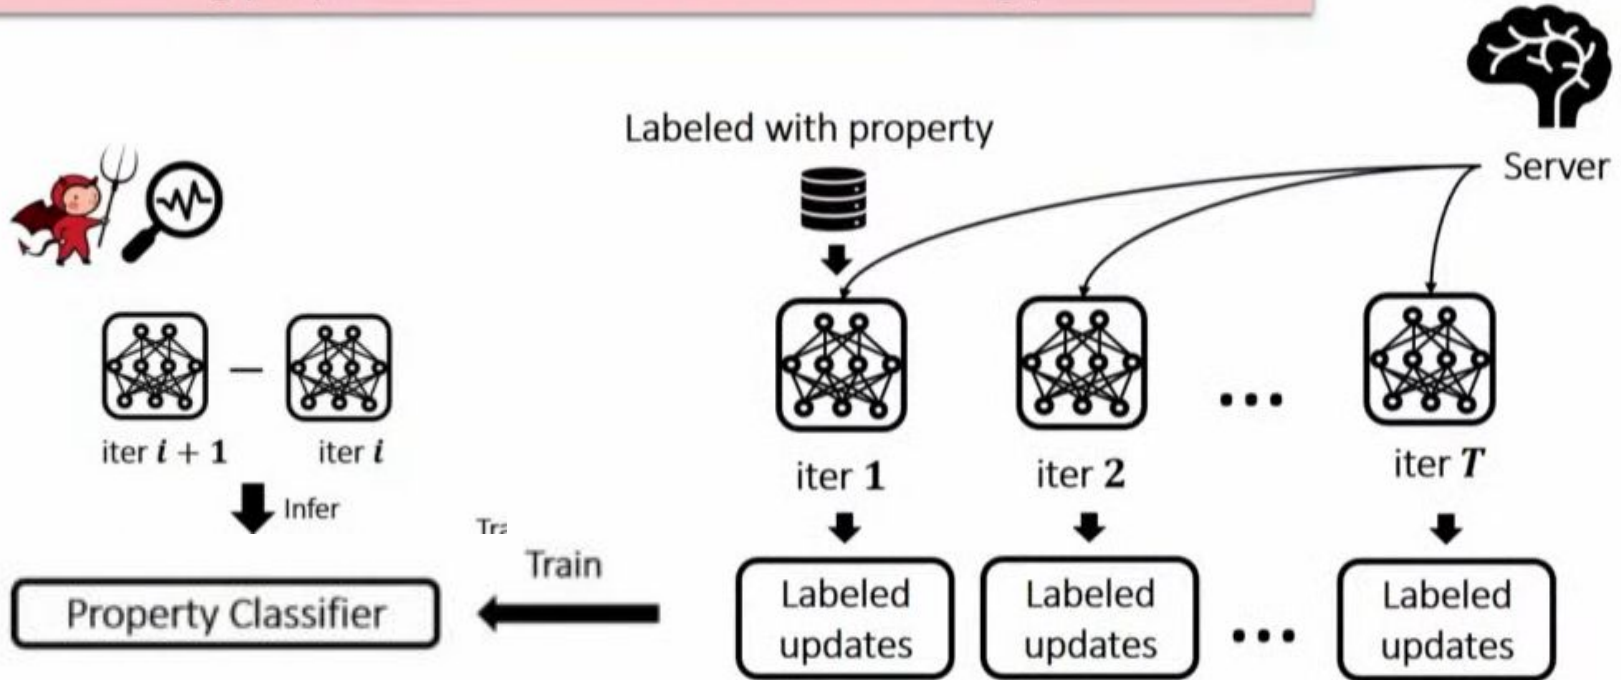 Labeled with property
Server
iter i + 1
iter i
Infer
iter 1
iter 2
...
iter T
Train
Property Classifier
Labeled
updates
Labeled
updates
...
Labeled
updates